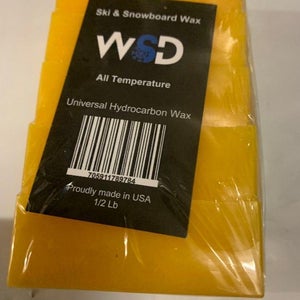 Ski & Snowboard Wax
WSD
All Temperature
Universal Hydrocarbon Wax
Proudly made in USA
1/2 Lb